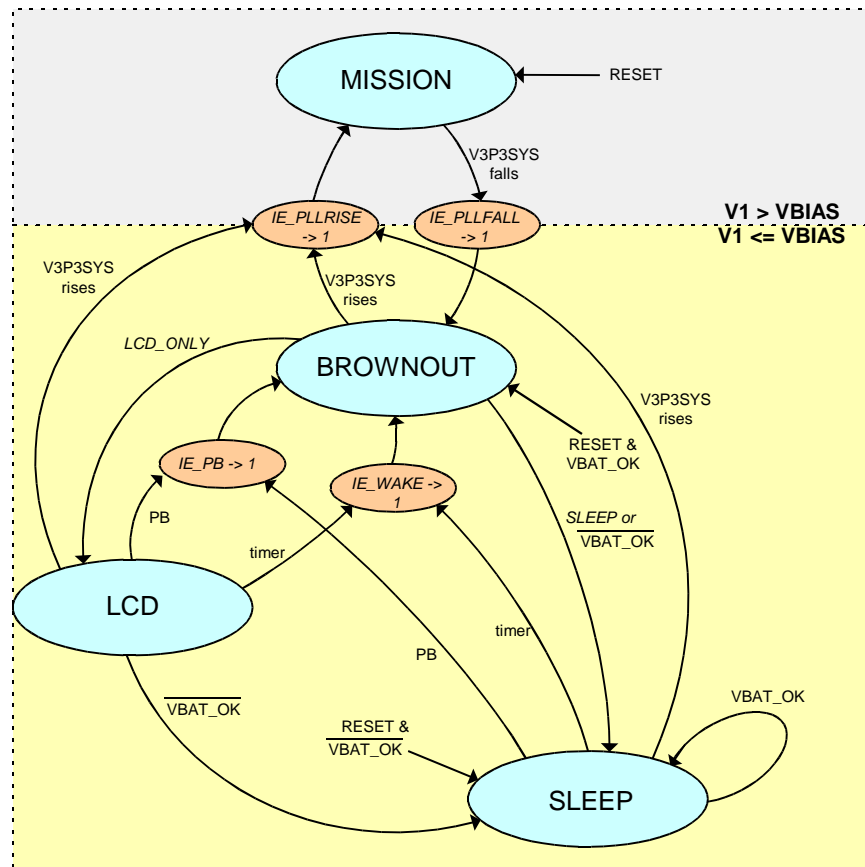 MISSION
RESET
V3P3SYS
falls
IE_PLLRISE
-> 1
IE_PLLFALL
-> 1
V1 > VBIAS
V1 <= VBIAS
V3P3SYS
rises
V3P3SYS
rises
LCD_ONLY
BROWNOUT
V3P3SYS
rises
RESET &
VBAT_OK
IE_PB -> 1
IE_WAKE ->
1
PB
SLEEP or
VBAT_OK
timer
LCD
timer
PB
VBAT_OK
VBAT_OK
RESET &
VBAT_OK
SLEEP